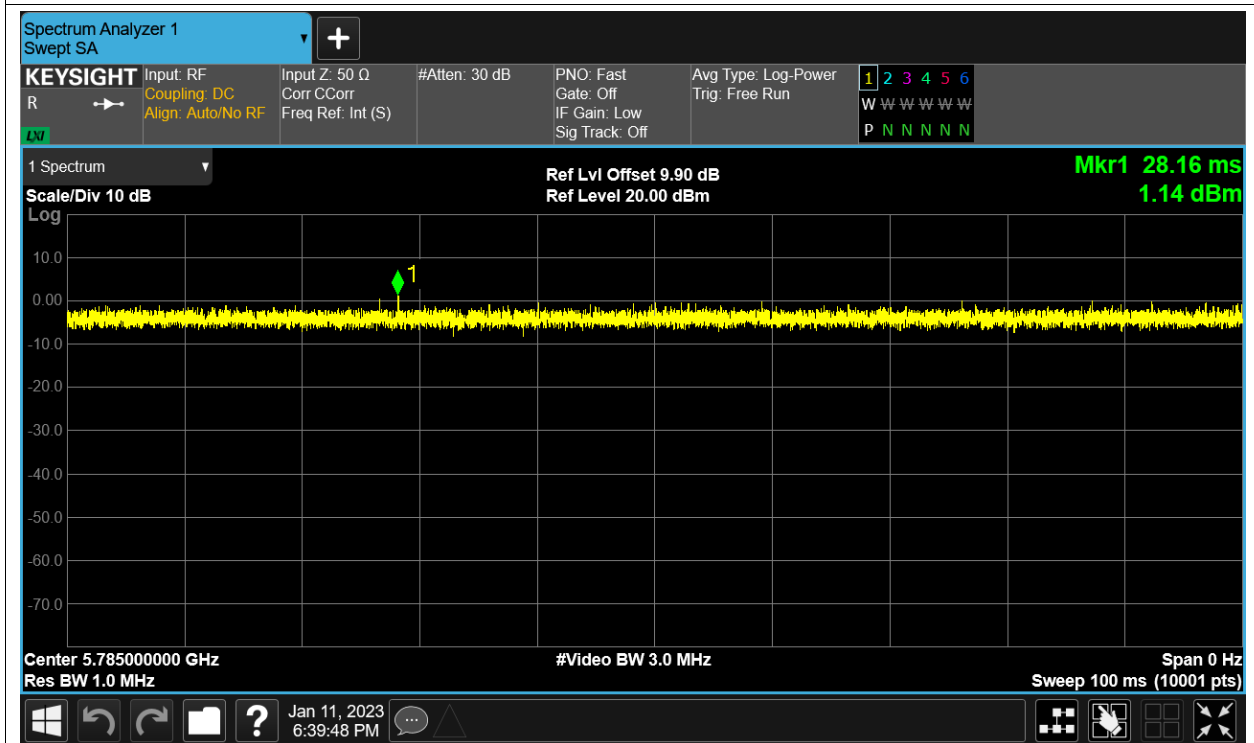 Spectrum Analyzer 1
Swept SA
+
KEYSIGHT
R
LXI
Input: RF
Coupling: DC
Align: Auto/No RF
Input Z: 50 Ω
Corr CCorr
Freq Ref: Int (S)
#Atten: 30 dB
PNO: Fast
Gate: Off
IF Gain: Low
Sig Track: Off
Avg Type: Log-Power
Trig: Free Run
1 2 3 4 5 6
W W W W W W
P N N N N N
1 Spectrum
Scale/Div 10 dB
Ref Lvl Offset 9.90 dB
Ref Level 20.00 dBm
Mkr1 28.16 ms
1.14 dBm
Log
10.0
1
0.00
-10.0
-20.0
-30.0
-40.0
-50.0
-60.0
-70.0
Center 5.785000000 GHz
Res BW 1.0 MHz
#Video BW 3.0 MHz
Span 0 Hz
Sweep 100 ms (10001 pts)
?
Jan 11, 2023
6:39:48 PM